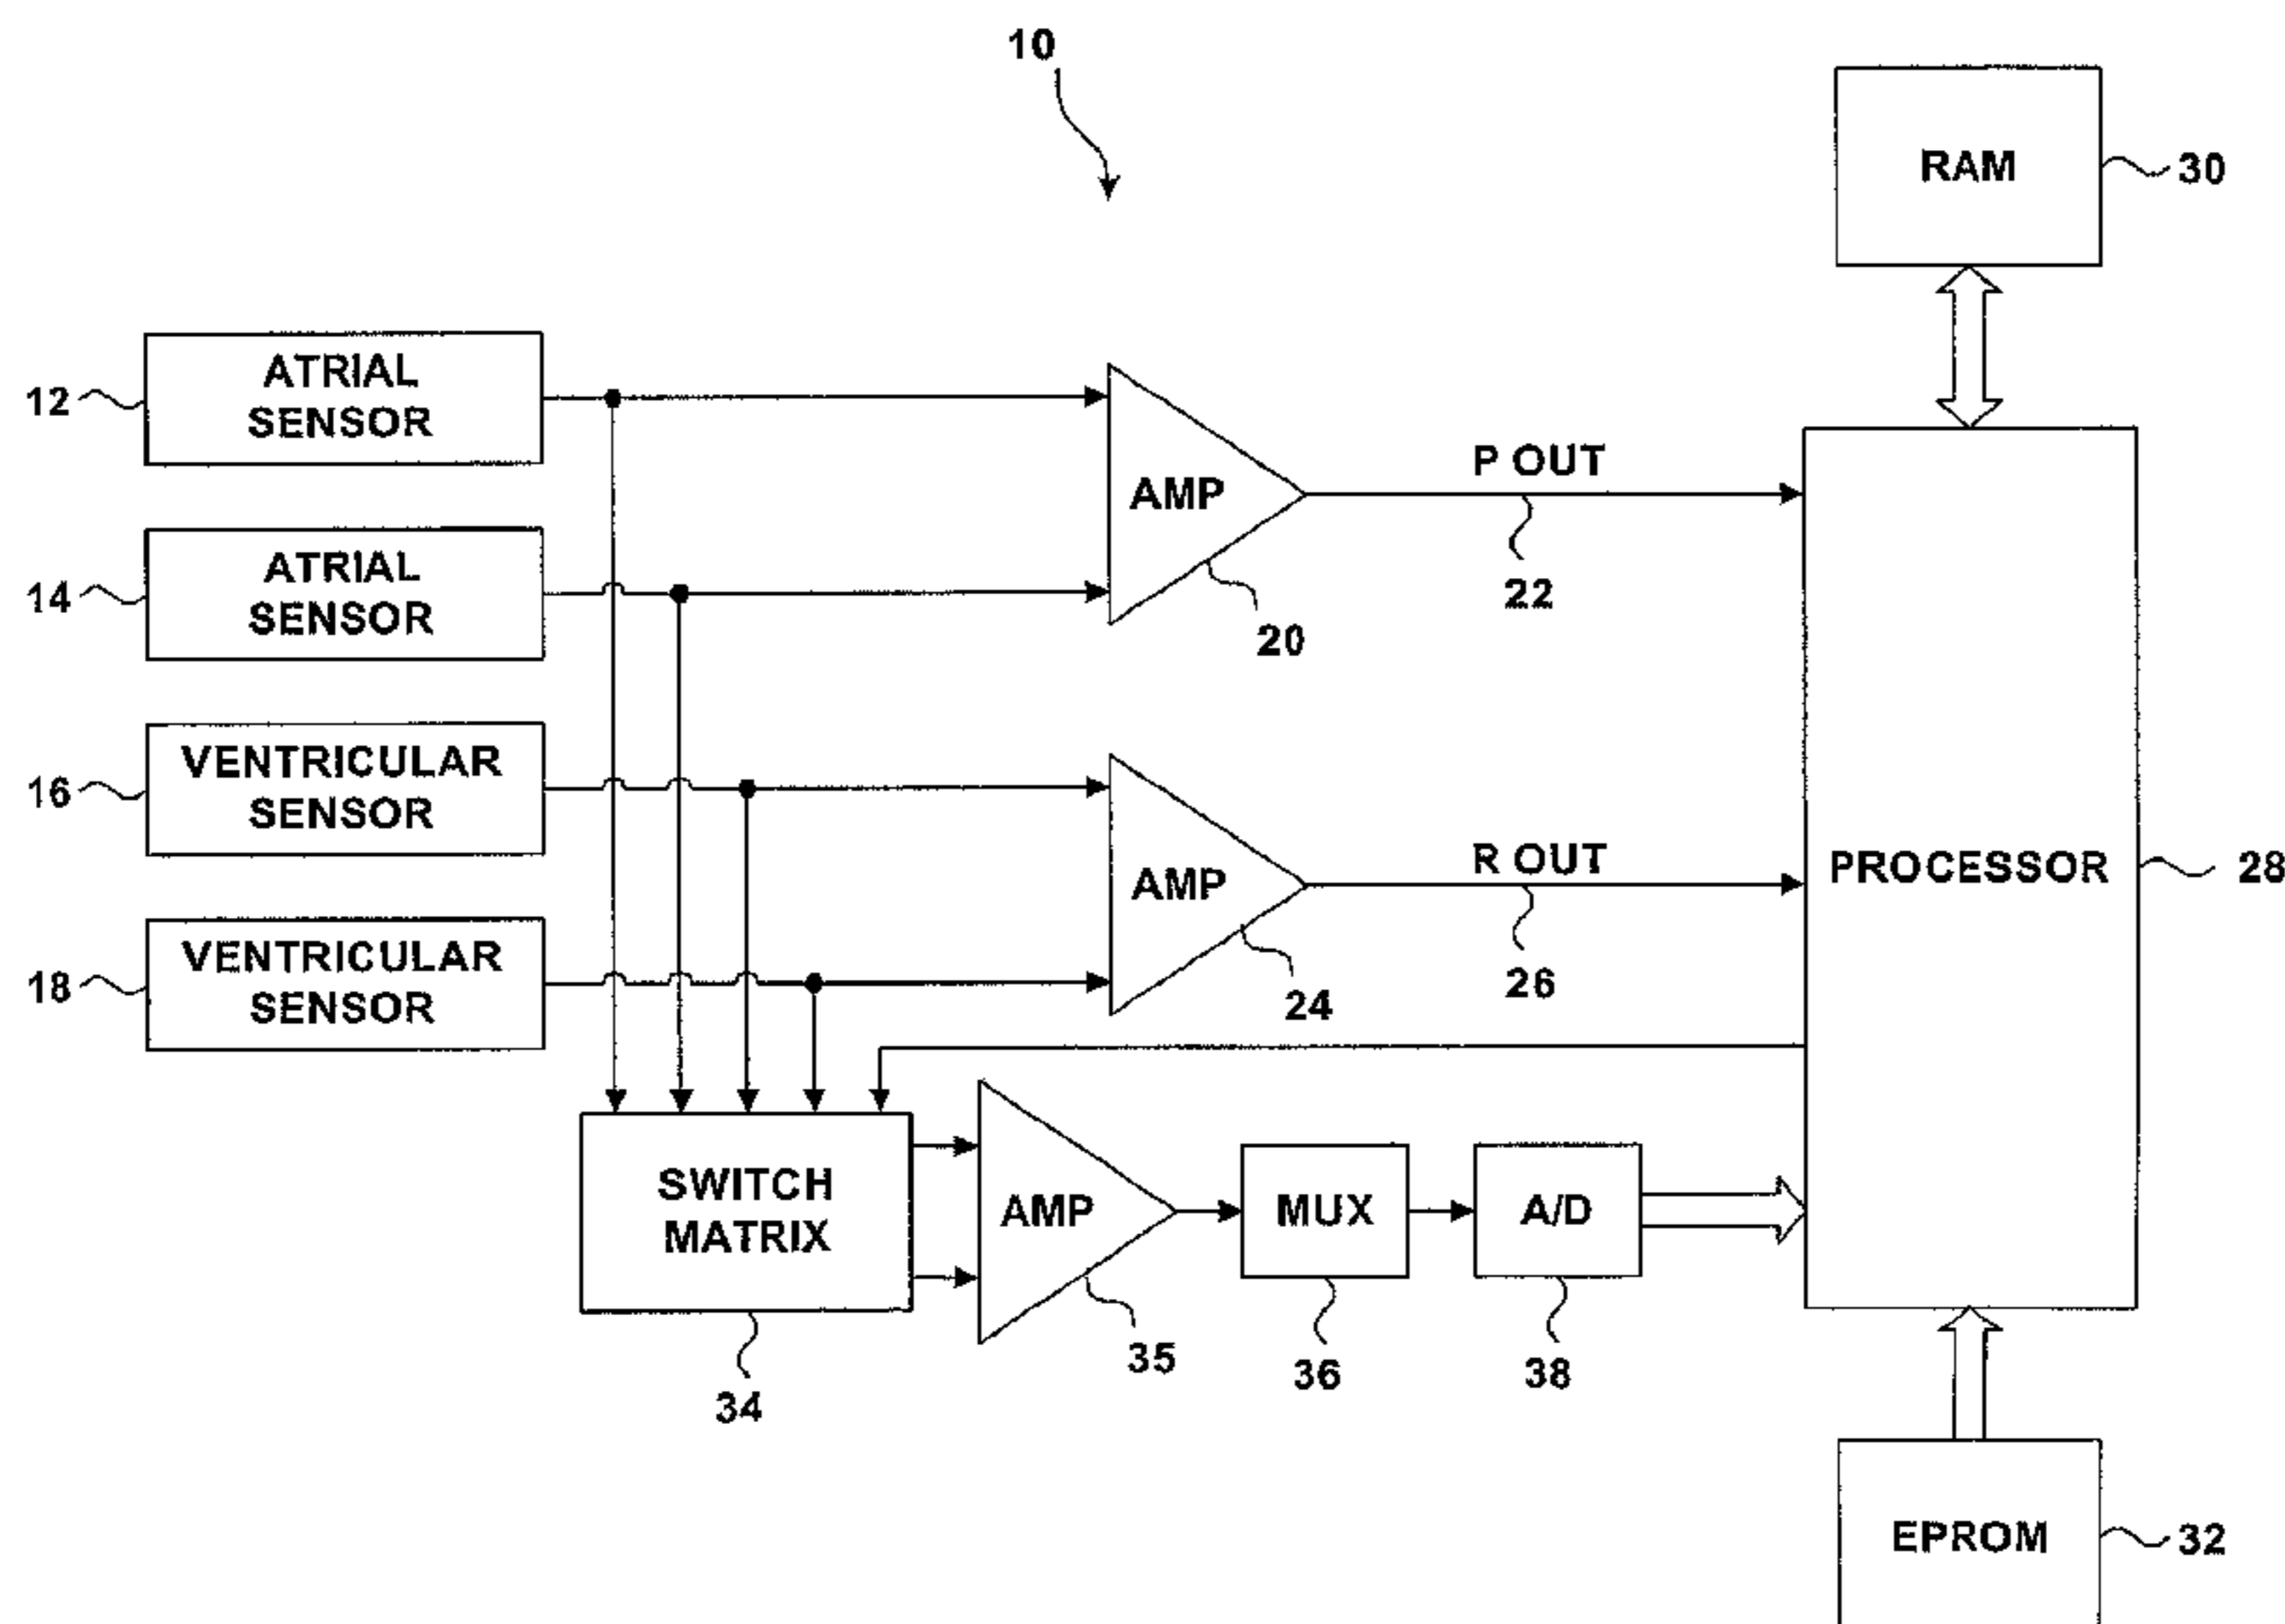 10
RAM
30
12
ATRIAL
SENSOR
AMP
P OUT
22
20
14
ATRIAL
SENSOR
16
VENTRICULAR
SENSOR
AMP
R OUT
26
24
PROCESSOR
28
18
VENTRICULAR
SENSOR
SWITCH
MATRIX
34
AMP
35
MUX
36
A/D
38
EPROM
32